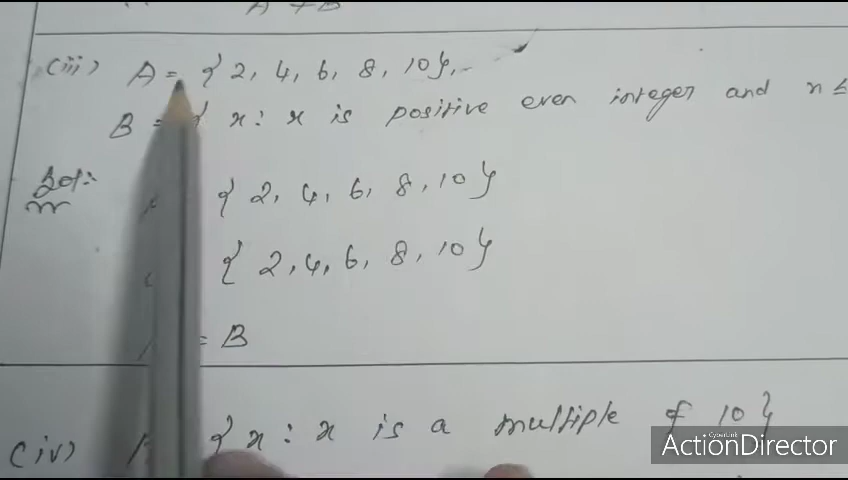 A ≠ B
(iii) A = { 2, 4, 6, 8, 10},
B = { x : x is positive even integer and x ≤
Sol:-
{ 2, 4, 6, 8, 10 }
{ 2, 4, 6, 8, 10 }
= B
(iv) { x : x is a multiple of 10 }
CyberLink
ActionDirector